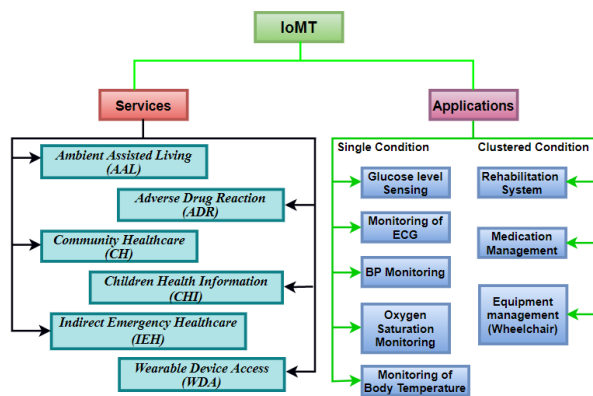 IoMT
Services
Ambient Assisted Living
(AAL)
Adverse Drug Reaction
(ADR)
Community Healthcare
(CH)
Children Health Information
(CHI)
Indirect Emergency Healthcare
(IEH)
Wearable Device Access
(WDA)
Applications
Single Condition
Glucose level
Sensing
Monitoring of
ECG
BP Monitoring
Oxygen
Saturation
Monitoring
Monitoring of
Body Temperature
Clustered Condition
Rehabilitation
System
Medication
Management
Equipment
management
(Wheelchair)